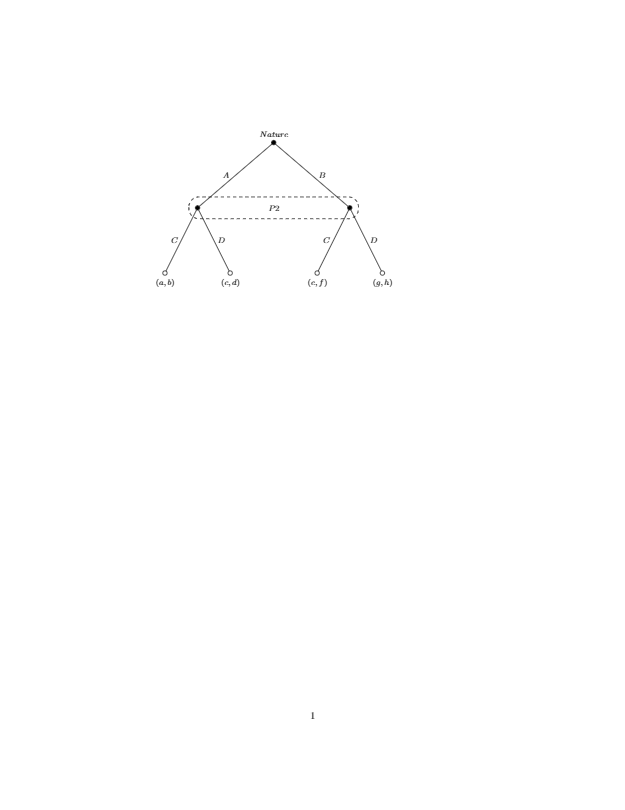 Nature
A B
P2
C D C D
(a, b) (c, d) (e, f) (g, h)
1